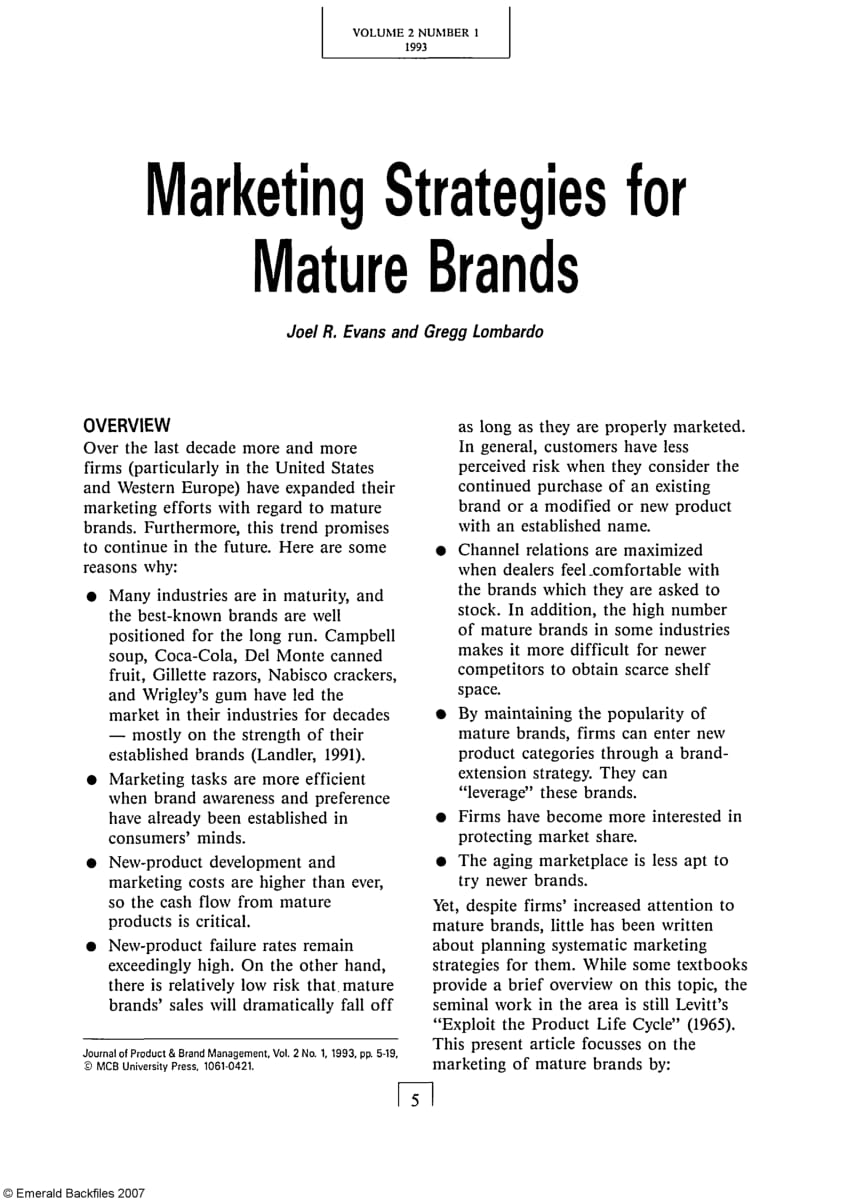 VOLUME 2 NUMBER 1
1993
Marketing Strategies for
Mature Brands
Joel R. Evans and Gregg Lombardo
OVERVIEW
Over the last decade more and more
firms (particularly in the United States
and Western Europe) have expanded their
marketing efforts with regard to mature
brands. Furthermore, this trend promises
to continue in the future. Here are some
reasons why:
● Many industries are in maturity, and
the best-known brands are well
positioned for the long run. Campbell
soup, Coca-Cola, Del Monte canned
fruit, Gillette razors, Nabisco crackers,
and Wrigley's gum have led the
market in their industries for decades
— mostly on the strength of their
established brands (Landler, 1991).
● Marketing tasks are more efficient
when brand awareness and preference
have already been established in
consumers' minds.
● New-product development and
marketing costs are higher than ever,
so the cash flow from mature
products is critical.
● New-product failure rates remain
exceedingly high. On the other hand,
there is relatively low risk that mature
brands' sales will dramatically fall off
Journal of Product & Brand Management, Vol. 2 No. 1, 1993, pp. 5-19,
© MCB University Press, 1061-0421.
as long as they are properly marketed.
In general, customers have less
perceived risk when they consider the
continued purchase of an existing
brand or a modified or new product
with an established name.
● Channel relations are maximized
when dealers feel comfortable with
the brands which they are asked to
stock. In addition, the high number
of mature brands in some industries
makes it more difficult for newer
competitors to obtain scarce shelf
space.
● By maintaining the popularity of
mature brands, firms can enter new
product categories through a brand-
extension strategy. They can
"leverage" these brands.
● Firms have become more interested in
protecting market share.
● The aging marketplace is less apt to
try newer brands.
Yet, despite firms' increased attention to
mature brands, little has been written
about planning systematic marketing
strategies for them. While some textbooks
provide a brief overview on this topic, the
seminal work in the area is still Levitt's
"Exploit the Product Life Cycle" (1965).
This present article focusses on the
marketing of mature brands by:
5
© Emerald Backfiles 2007